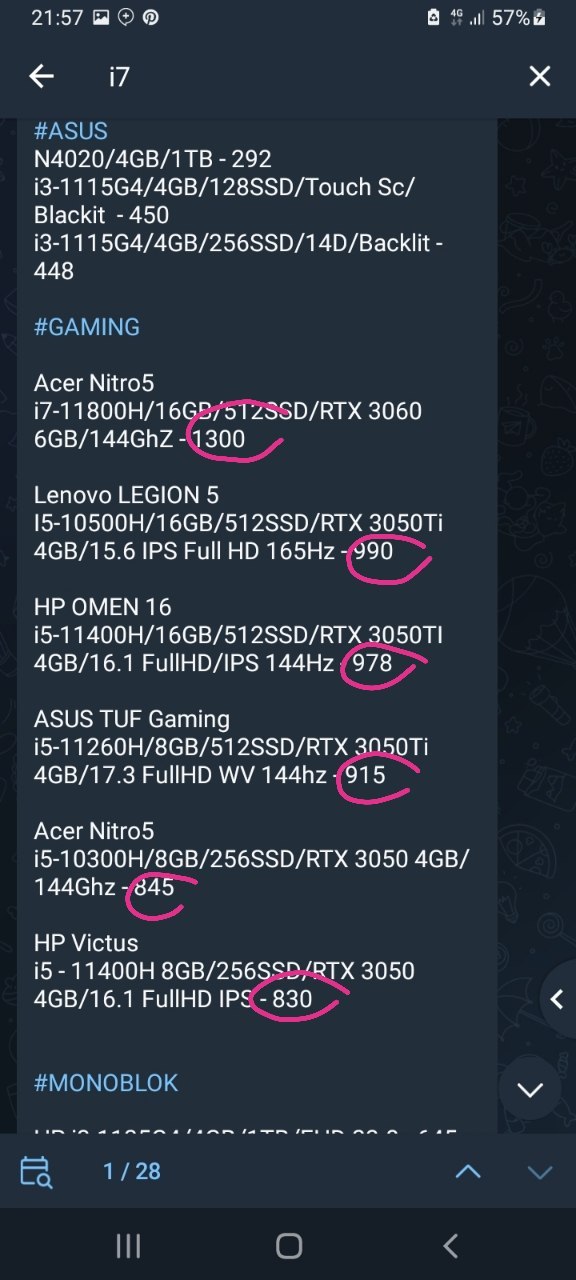 21:57 4G 57%
i7
#ASUS
N4020/4GB/1TB - 292
i3-1115G4/4GB/128SSD/Touch Sc/
Blackit  - 450
i3-1115G4/4GB/256SSD/14D/Backlit -
448
#GAMING
Acer Nitro5
i7-11800H/16GB/512SSD/RTX 3060
6GB/144GhZ - 1300
Lenovo LEGION 5
I5-10500H/16GB/512SSD/RTX 3050Ti
4GB/15.6 IPS Full HD 165Hz - 990
HP OMEN 16
i5-11400H/16GB/512SSD/RTX 3050TI
4GB/16.1 FullHD/IPS 144Hz - 978
ASUS TUF Gaming
i5-11260H/8GB/512SSD/RTX 3050Ti
4GB/17.3 FullHD WV 144hz - 915
Acer Nitro5
i5-10300H/8GB/256SSD/RTX 3050 4GB/
144Ghz - 845
HP Victus
i5 - 11400H 8GB/256SSD/RTX 3050
4GB/16.1 FullHD IPS - 830
#MONOBLOK
1 / 28